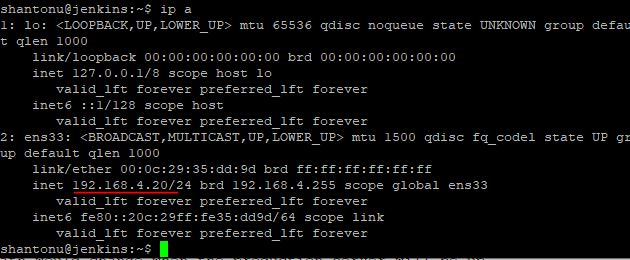 shantonu@jenkins:~$ ip a
1: lo: <LOOPBACK,UP,LOWER_UP> mtu 65536 qdisc noqueue state UNKNOWN group defaul
t qlen 1000
    link/loopback 00:00:00:00:00:00 brd 00:00:00:00:00:00
    inet 127.0.0.1/8 scope host lo
       valid_lft forever preferred_lft forever
    inet6 ::1/128 scope host
       valid_lft forever preferred_lft forever
2: ens33: <BROADCAST,MULTICAST,UP,LOWER_UP> mtu 1500 qdisc fq_codel state UP gro
up default qlen 1000
    link/ether 00:0c:29:35:dd:9d brd ff:ff:ff:ff:ff:ff
    inet 192.168.4.20/24 brd 192.168.4.255 scope global ens33
       valid_lft forever preferred_lft forever
    inet6 fe80::20c:29ff:fe35:dd9d/64 scope link
       valid_lft forever preferred_lft forever
shantonu@jenkins:~$